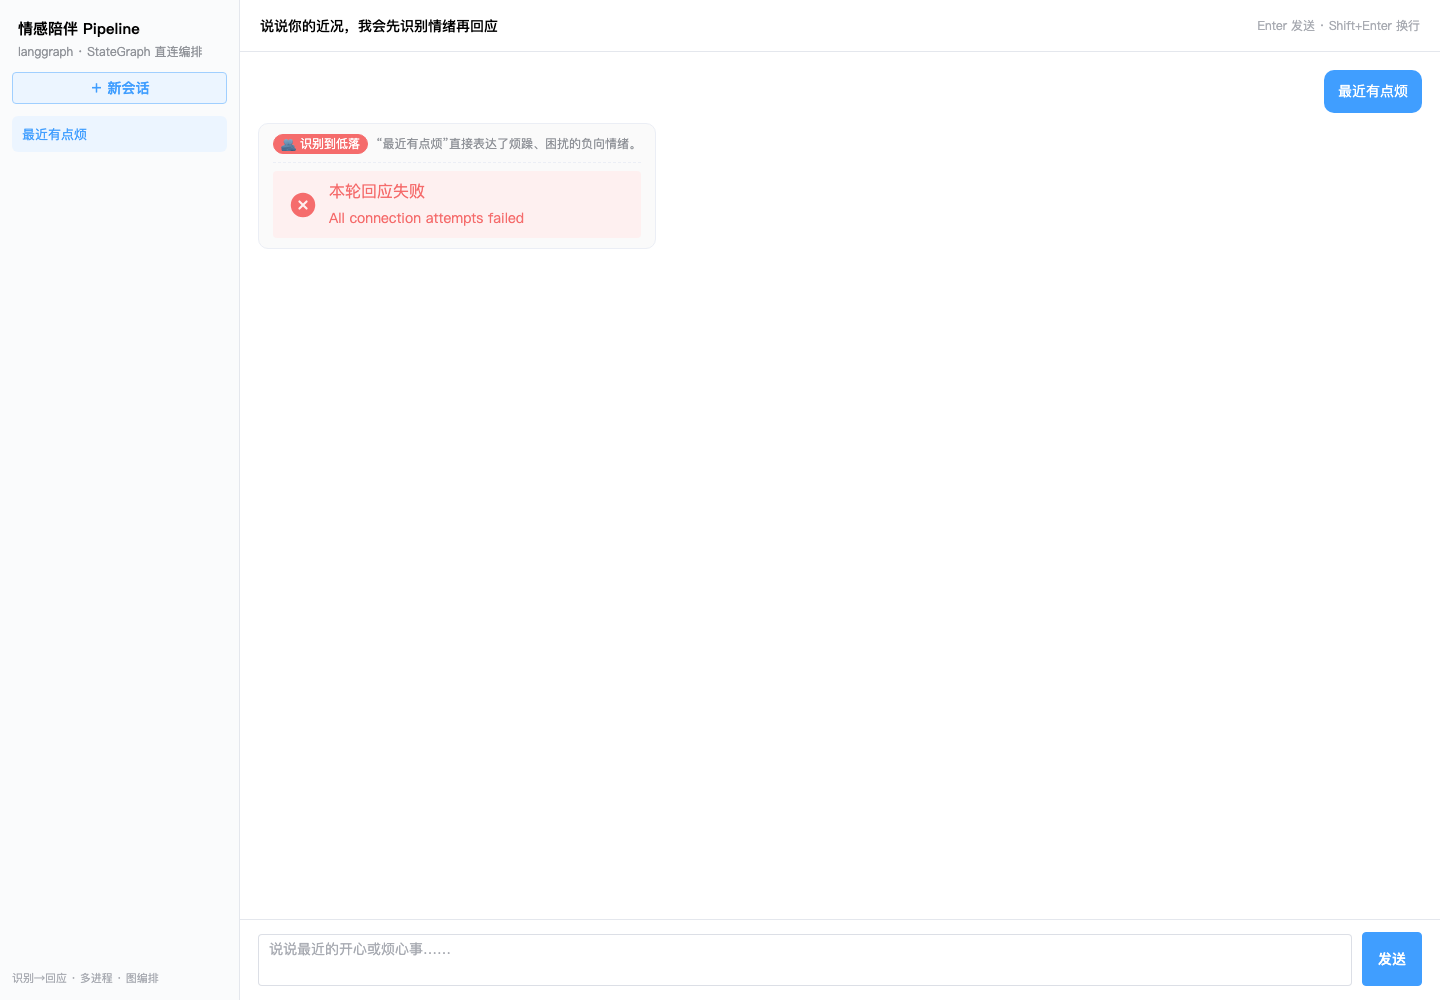 情感陪伴 Pipeline
langgraph · StateGraph 直连编排
+ 新会话
最近有点烦
识别→回应 · 多进程 · 图编排
说说你的近况，我会先识别情绪再回应
Enter 发送 · Shift+Enter 换行
最近有点烦
识别到低落 “最近有点烦”直接表达了烦躁、困扰的负向情绪。
本轮回应失败
All connection attempts failed
说说最近的开心或烦心事……
发送